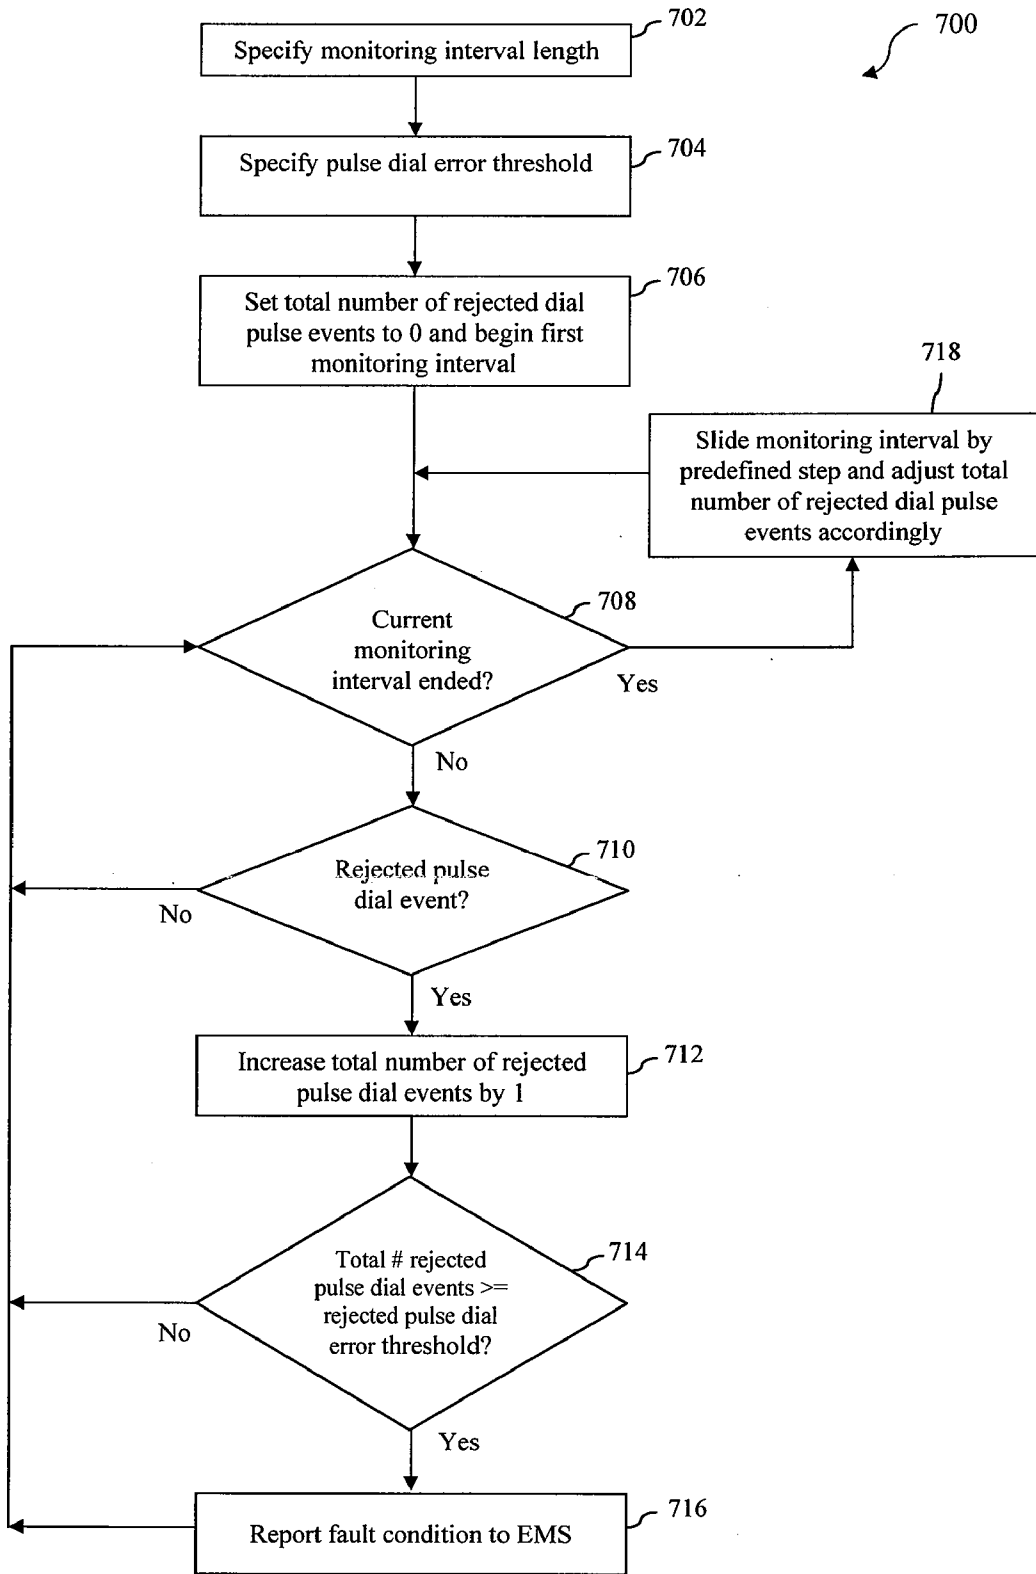 702
700
Specify monitoring interval length
704
Specify pulse dial error threshold
706
Set total number of rejected dial
pulse events to 0 and begin first
monitoring interval
718
Slide monitoring interval by
predefined step and adjust total
number of rejected dial pulse
events accordingly
708
Current
monitoring
interval ended?
Yes
No
710
Rejected pulse
dial event?
No
Yes
712
Increase total number of rejected
pulse dial events by 1
714
Total # rejected
pulse dial events >=
rejected pulse dial
error threshold?
No
Yes
716
Report fault condition to EMS